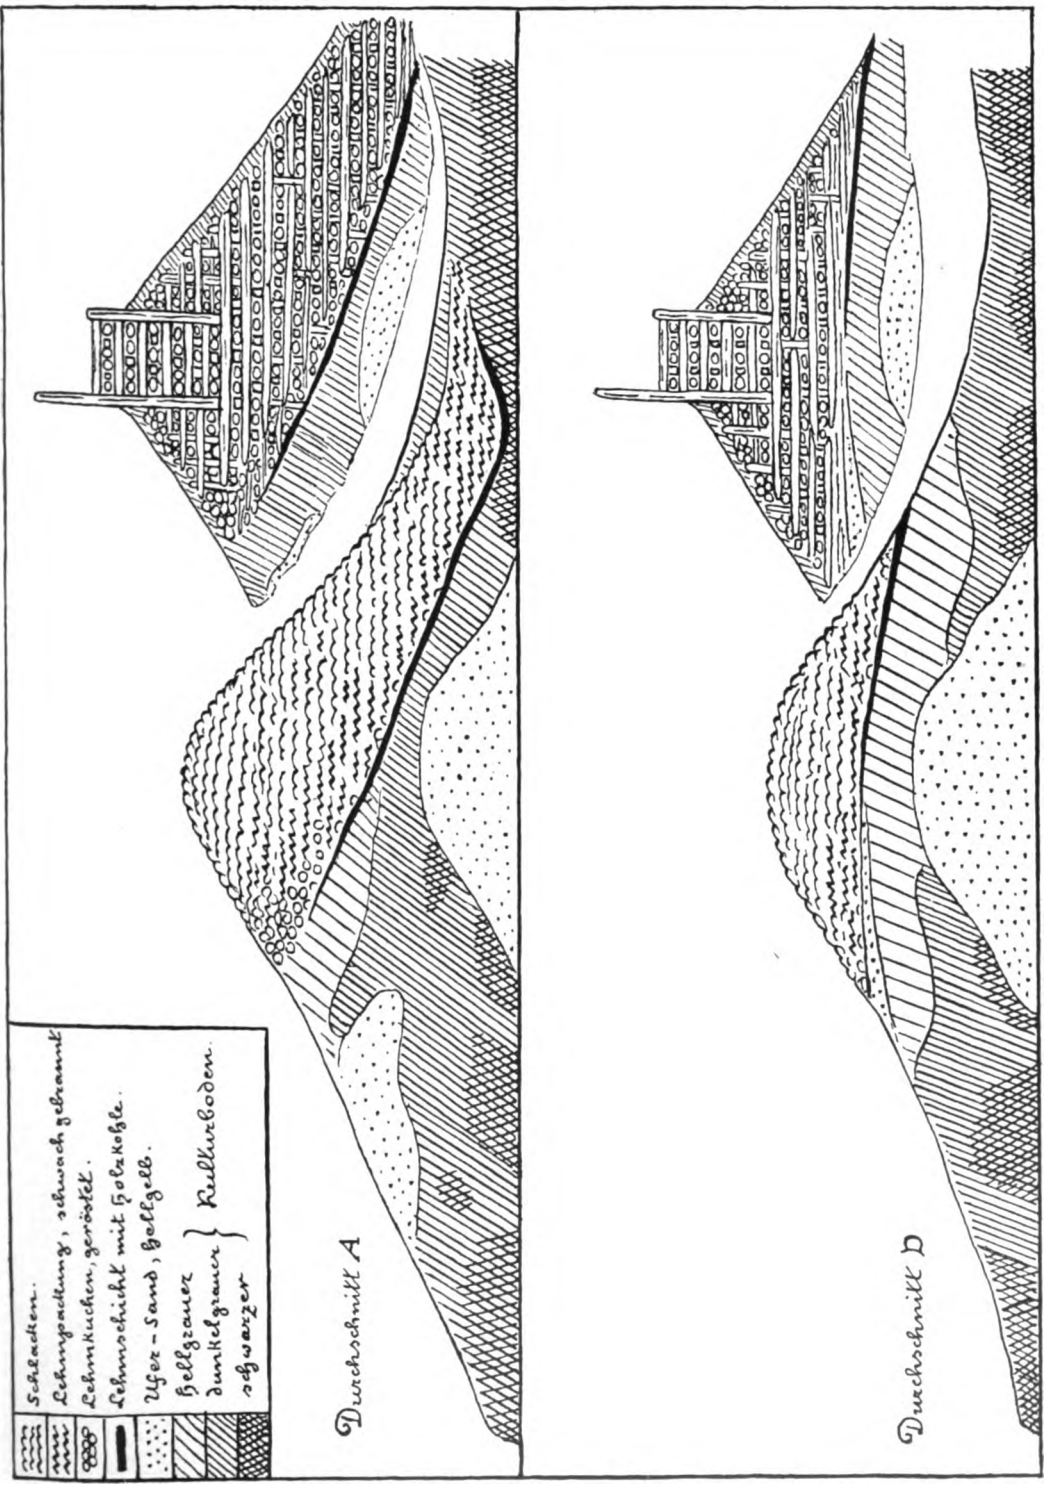 Schlacken.
Lehmpackung, schwach gebrannt
Lehmkuchen, geröstet.
Lehmschicht mit Holzkohle.
Ufer-Sand, hellgelb.
hellgrauer
dunkelgrauer } Kulturboden.
schwarzer
Durchschnitt A
Durchschnitt D